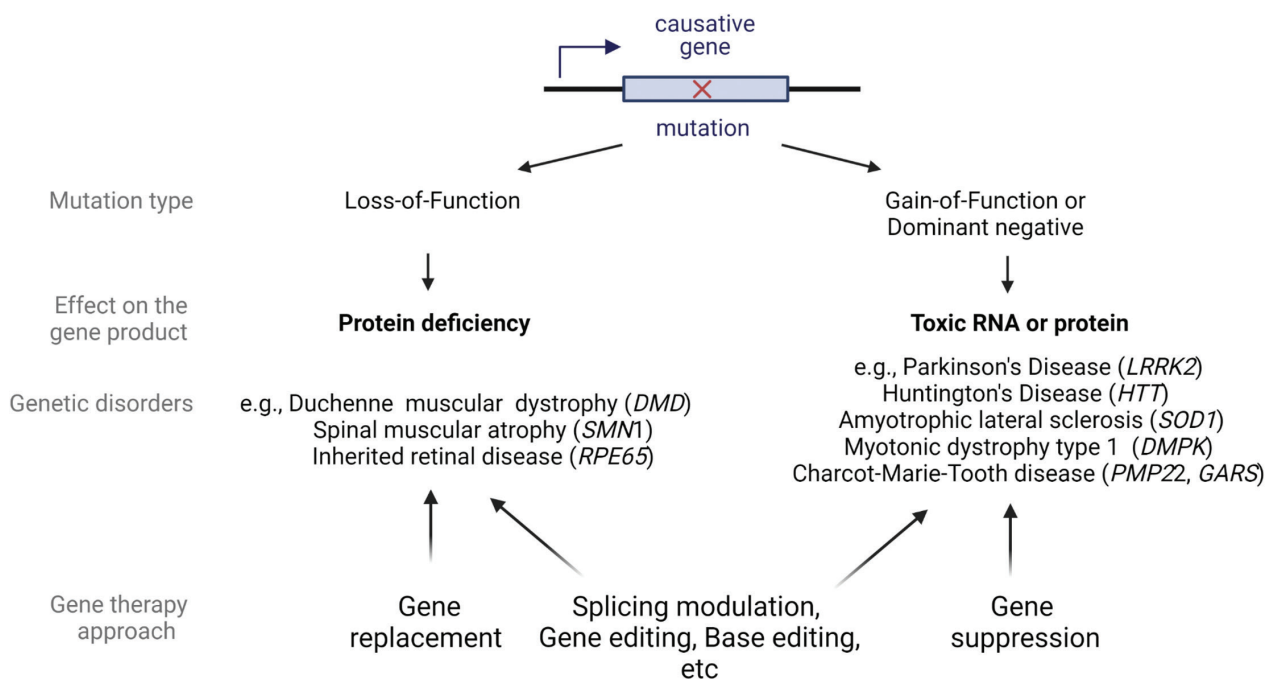 causative
gene
mutation
Mutation type
Loss-of-Function
Gain-of-Function or
Dominant negative
Effect on the
gene product
Protein deficiency
Toxic RNA or protein
Genetic disorders
e.g., Duchenne muscular dystrophy (DMD)
Spinal muscular atrophy (SMN1)
Inherited retinal disease (RPE65)
e.g., Parkinson's Disease (LRRK2)
Huntington's Disease (HTT)
Amyotrophic lateral sclerosis (SOD1)
Myotonic dystrophy type 1 (DMPK)
Charcot-Marie-Tooth disease (PMP22, GARS)
Gene therapy
approach
Gene
replacement
Splicing modulation,
Gene editing, Base editing,
etc
Gene
suppression